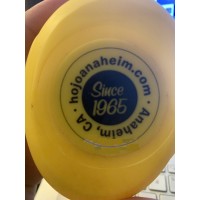 · hojoanaheim.com ·
Since
1965
Anaheim, CA